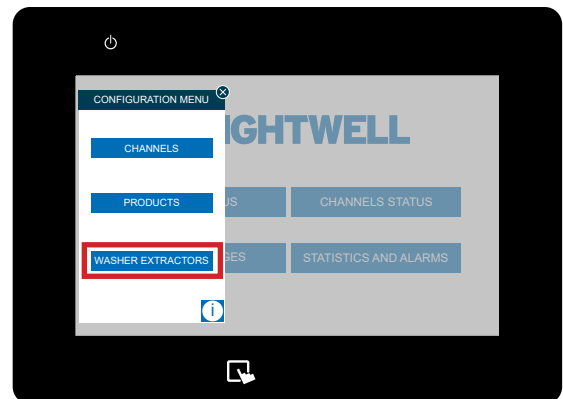 CONFIGURATION MENU
IGHTWELL
CHANNELS
PRODUCTS
US
CHANNELS STATUS
WASHER EXTRACTORS
GES
STATISTICS AND ALARMS
i